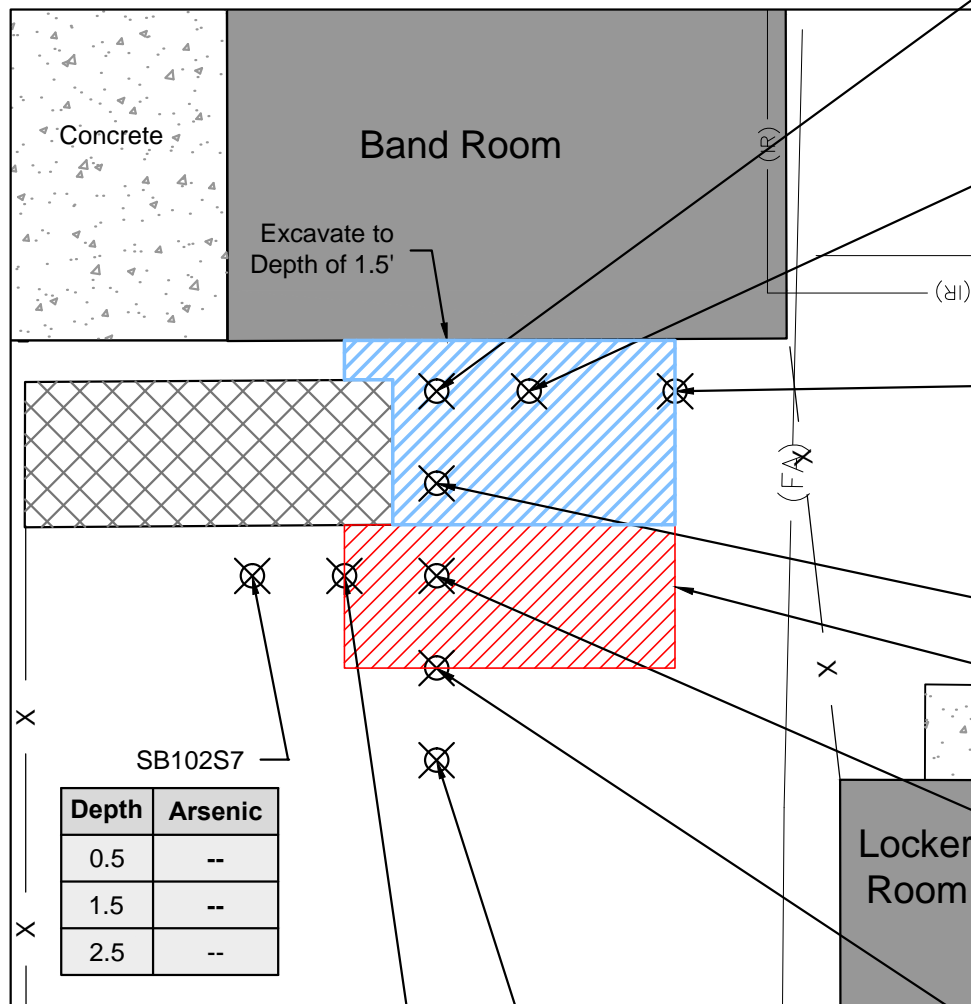 Concrete
Band Room
(IR)
Excavate to
Depth of 1.5'
(IR)
(FA)
X
X
X
X
SB102S7
Depth Arsenic
0.5 --
1.5 --
2.5 --
Locker
Room